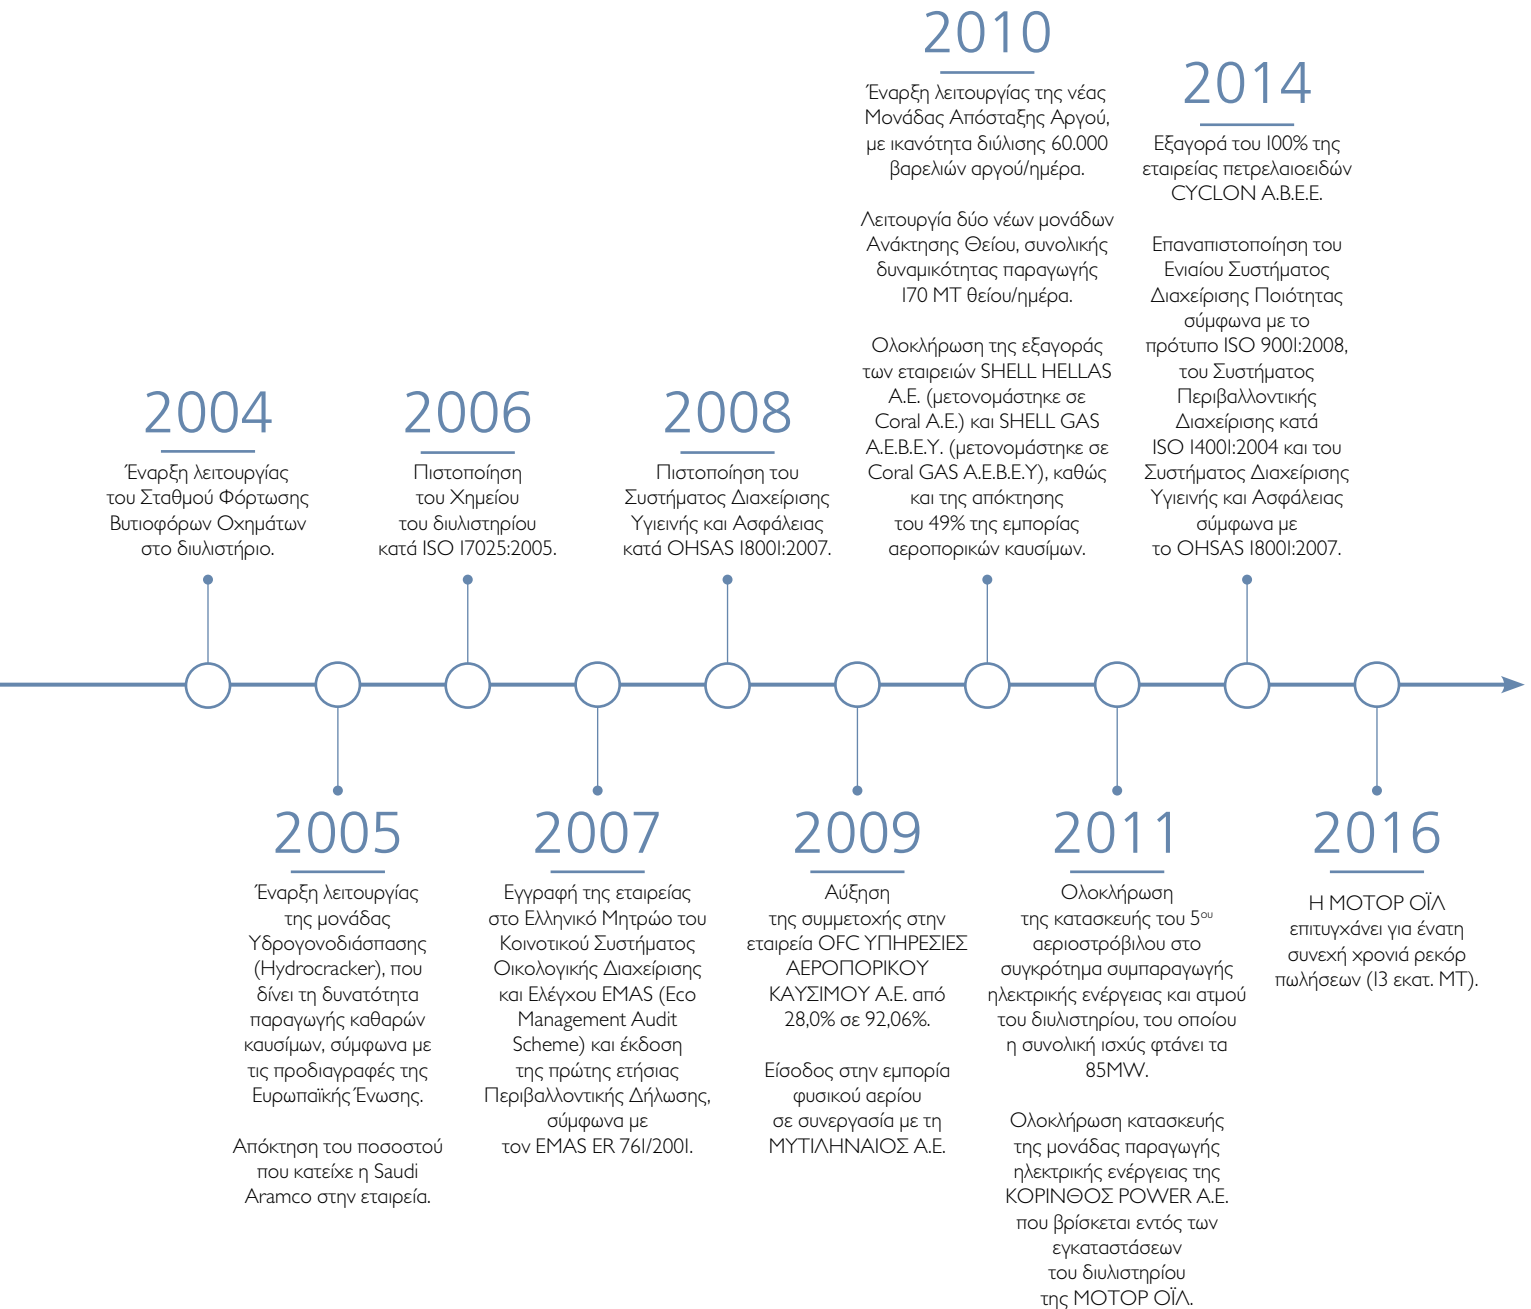 2004
Έναρξη λειτουργίας
του Σταθμού Φόρτωσης
Βυτιοφόρων Οχημάτων
στο διυλιστήριο.
2005
Έναρξη λειτουργίας
της μονάδας
Υδρογονοδιάσπασης
(Hydrocracker), που
δίνει τη δυνατότητα
παραγωγής καθαρών
καυσίμων, σύμφωνα με
τις προδιαγραφές της
Ευρωπαϊκής Ένωσης.
Απόκτηση του ποσοστού
που κατείχε η Saudi
Aramco στην εταιρεία.
2006
Πιστοποίηση
του Χημείου
του διυλιστηρίου
κατά ISO 17025:2005.
2007
Εγγραφή της εταιρείας
στο Ελληνικό Μητρώο του
Κοινοτικού Συστήματος
Οικολογικής Διαχείρισης
και Ελέγχου EMAS (Eco
Management Audit
Scheme) και έκδοση
της πρώτης ετήσιας
Περιβαλλοντικής Δήλωσης,
σύμφωνα με
τον EMAS ER 761/2001.
2008
Πιστοποίηση του
Συστήματος Διαχείρισης
Υγιεινής και Ασφάλειας
κατά OHSAS 18001:2007.
2009
Αύξηση
της συμμετοχής στην
εταιρεία OFC ΥΠΗΡΕΣΙΕΣ
ΑΕΡΟΠΟΡΙΚΟΥ
ΚΑΥΣΙΜΟΥ Α.Ε. από
28,0% σε 92,06%.
Είσοδος στην εμπορία
φυσικού αερίου
σε συνεργασία με τη
ΜΥΤΙΛΗΝΑΙΟΣ Α.Ε.
2010
Έναρξη λειτουργίας της νέας
Μονάδας Απόσταξης Αργού,
με ικανότητα διύλισης 60.000
βαρελιών αργού/ημέρα.
Λειτουργία δύο νέων μονάδων
Ανάκτησης Θείου, συνολικής
δυναμικότητας παραγωγής
170 MT θείου/ημέρα.
Ολοκλήρωση της εξαγοράς
των εταιρειών SHELL HELLAS
A.E. (μετονομάστηκε σε
Coral A.E.) και SHELL GAS
Α.Ε.Β.Ε.Υ. (μετονομάστηκε σε
Coral GAS Α.Ε.Β.Ε.Υ), καθώς
και της απόκτησης
του 49% της εμπορίας
αεροπορικών καυσίμων.
2011
Ολοκλήρωση
της κατασκευής του 5ου
αεριοστρόβιλου στο
συγκρότημα συμπαραγωγής
ηλεκτρικής ενέργειας και ατμού
του διυλιστηρίου, του οποίου
η συνολική ισχύς φτάνει τα
85MW.
Ολοκλήρωση κατασκευής
της μονάδας παραγωγής
ηλεκτρικής ενέργειας της
ΚΟΡΙΝΘΟΣ POWER Α.Ε.
που βρίσκεται εντός των
εγκαταστάσεων
του διυλιστηρίου
της ΜΟΤΟΡ ΟΪΛ.
2014
Εξαγορά του 100% της
εταιρείας πετρελαιοειδών
CYCLON Α.Β.Ε.Ε.
Επαναπιστοποίηση του
Ενιαίου Συστήματος
Διαχείρισης Ποιότητας
σύμφωνα με το
πρότυπο ISO 9001:2008,
του Συστήματος
Περιβαλλοντικής
Διαχείρισης κατά
ISO 14001:2004 και του
Συστήματος Διαχείρισης
Υγιεινής και Ασφάλειας
σύμφωνα με
το OHSAS 18001:2007.
2016
Η ΜΟΤΟΡ ΟΪΛ
επιτυγχάνει για ένατη
συνεχή χρονιά ρεκόρ
πωλήσεων (13 εκατ. ΜΤ).